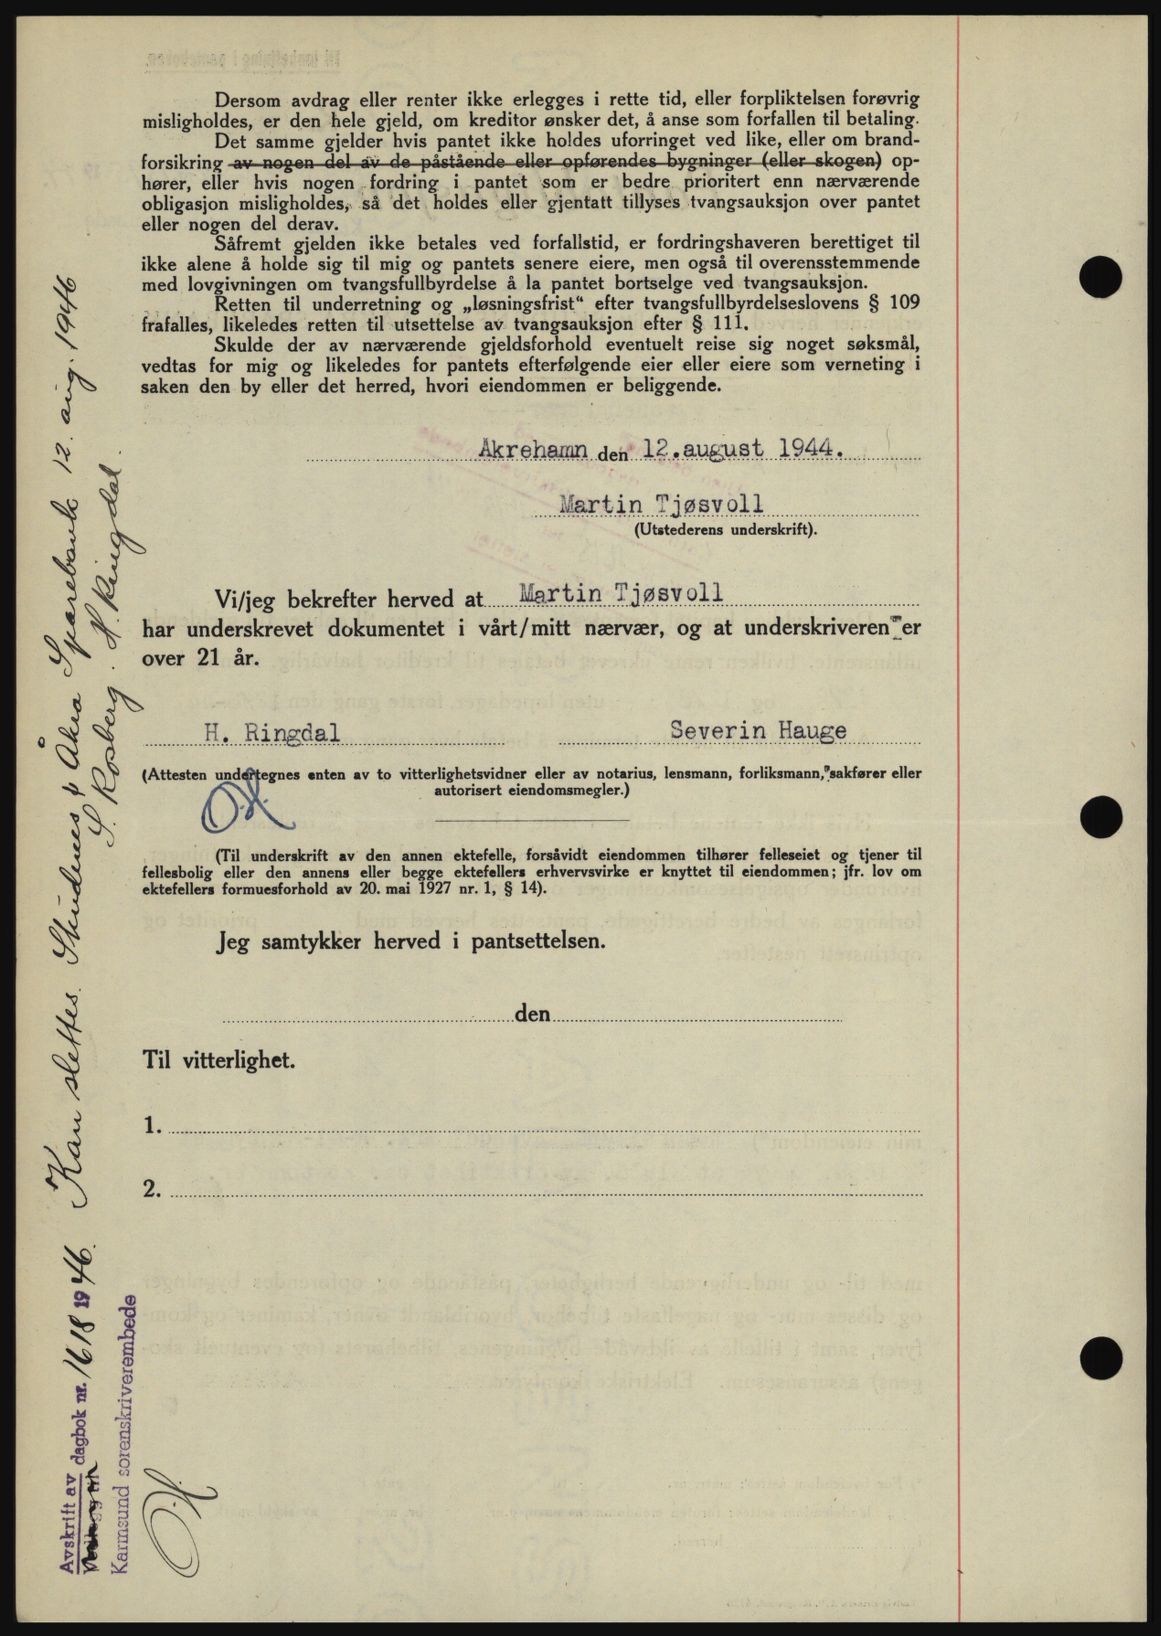 Dersom avdrag eller renter ikke erlegges i rette tid, eller forpliktelsen forøvrig
misligholdes, er den hele gjeld, om kreditor ønsker det, å anse som forfallen til betaling.
Det samme gjelder hvis pantet ikke holdes uforringet ved like, eller om brand-
forsikring av nogen del av de påstående eller opførendes bygninger (eller skogen) op-
hører, eller hvis nogen fordring i pantet som er bedre prioritert enn nærværende
obligasjon misligholdes, så det holdes eller gjentatt tillyses tvangsauksjon over pantet
eller nogen del derav.
Såfremt gjelden ikke betales ved forfallstid, er fordringshaveren berettiget til
ikke alene å holde sig til mig og pantets senere eiere, men også til overensstemmende
med lovgivningen om tvangsfullbyrdelse å la pantet bortselge ved tvangsauksjon.
Retten til underretning og „løsningsfrist“ efter tvangsfullbyrdelseslovens § 109
frafalles, likeledes retten til utsettelse av tvangsauksjon efter § 111.
Skulde der av nærværende gjeldsforhold eventuelt reise sig noget søksmål,
vedtas for mig og likeledes for pantets efterfølgende eier eller eiere som verneting i
saken den by eller det herred, hvori eiendommen er beliggende.
Åkrehamn den 12.august 1944.
Martin Tjøsvoll
(Utstederens underskrift).
Vi/jeg bekrefter herved at Martin Tjøsvoll
har underskrevet dokumentet i vårt/mitt nærvær, og at underskriveren er
over 21 år.
H. Ringdal Severin Hauge
(Attesten undertegnes enten av to vitterlighetsvidner eller av notarius, lensmann, forliksmann, sakfører eller
autorisert eiendomsmegler.)
(Til underskrift av den annen ektefelle, forsåvidt eiendommen tilhører felleseiet og tjener til
fellesbolig eller den annens eller begge ektefellers erhvervsvirke er knyttet til eiendommen; jfr. lov om
ektefellers formuesforhold av 20. mai 1927 nr. 1, § 14).
Jeg samtykker herved i pantsettelsen.
den
Til vitterlighet.
1.
2.
Avskrift av dagbok nr. 1618 1946. Kan slettes. Skudenes & Åkra Sparebank 12. aug. 1946
S. Rosberg. H. Ringdal.
Karmsund sorenskriverembede